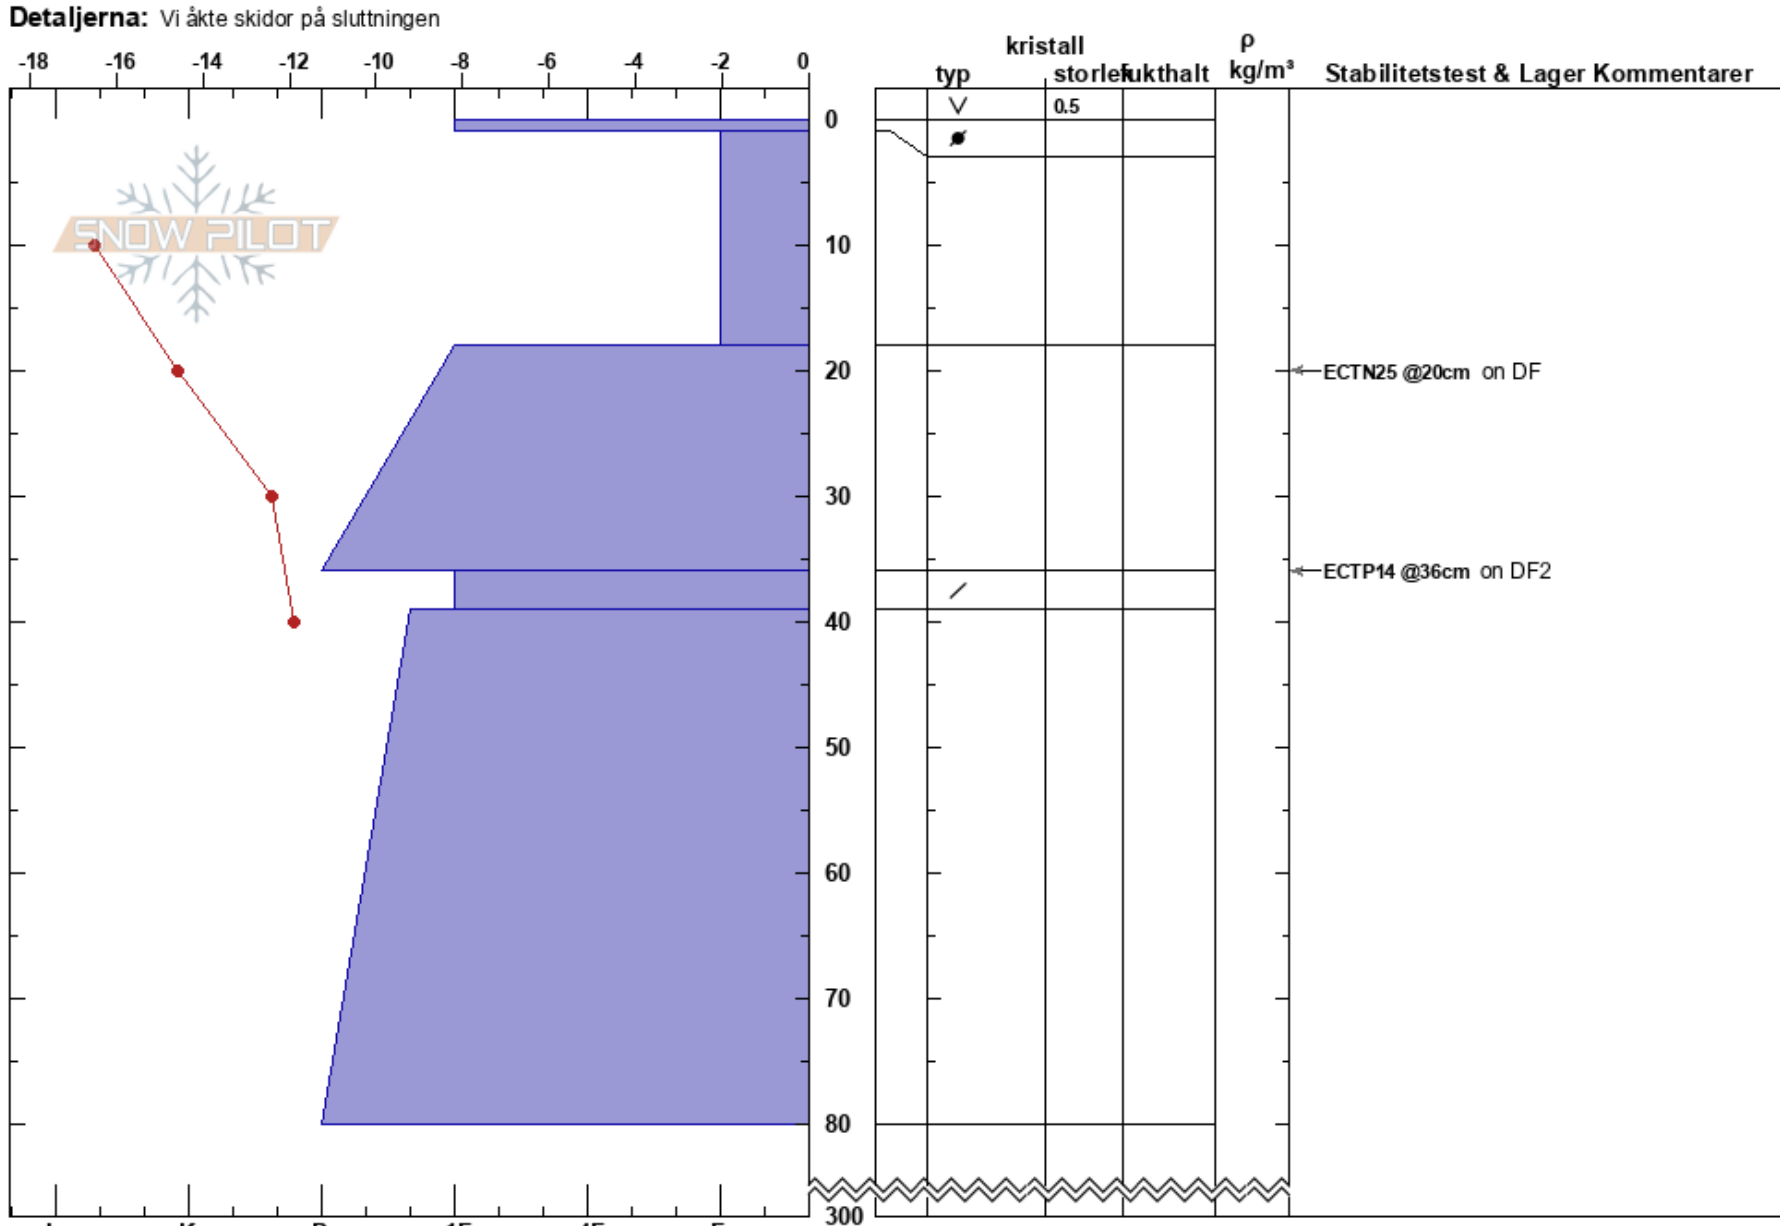 Detaljerna: Vi åkte skidor på sluttningen
kristall ρ
-18 -16 -14 -12 -10 -8 -6 -4 -2 0 typ kg/m³ Stabilitetstest & Lager Kommentarer
0.5
0
SNOW PILOT
10
20 ECTN25 @20cm on DF
30
ECTP14 @36cm on DF2
40
50
60
70
80
300